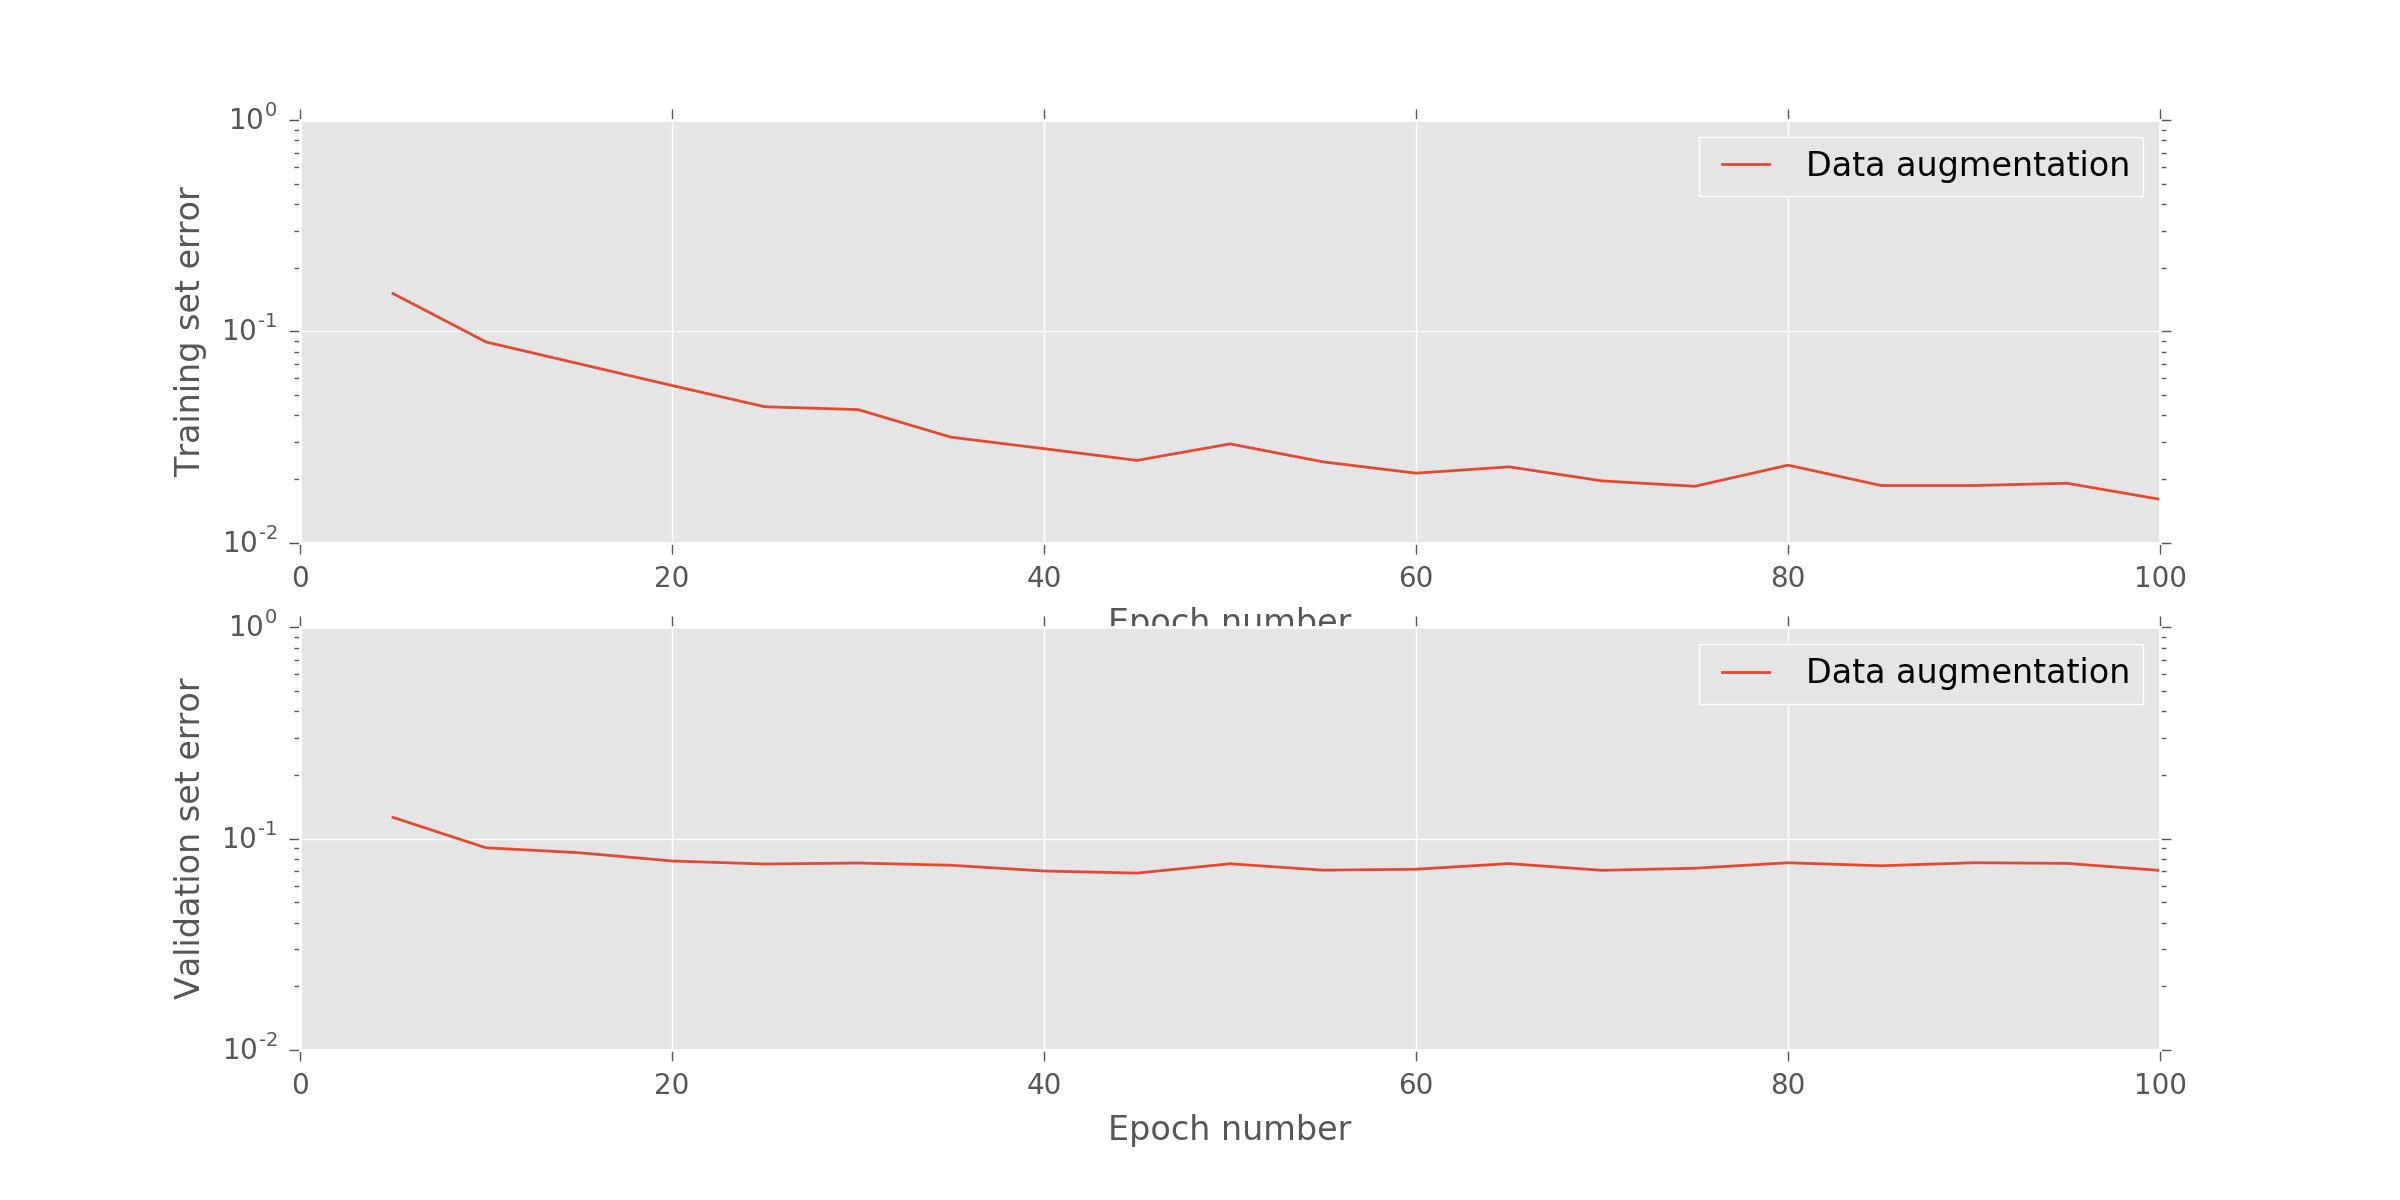 10^0
Data augmentation
Training set error
10^-1
10^-2
0 20 40 60 80 100
Epoch number
10^0
Data augmentation
Validation set error
10^-1
10^-2
0 20 40 60 80 100
Epoch number